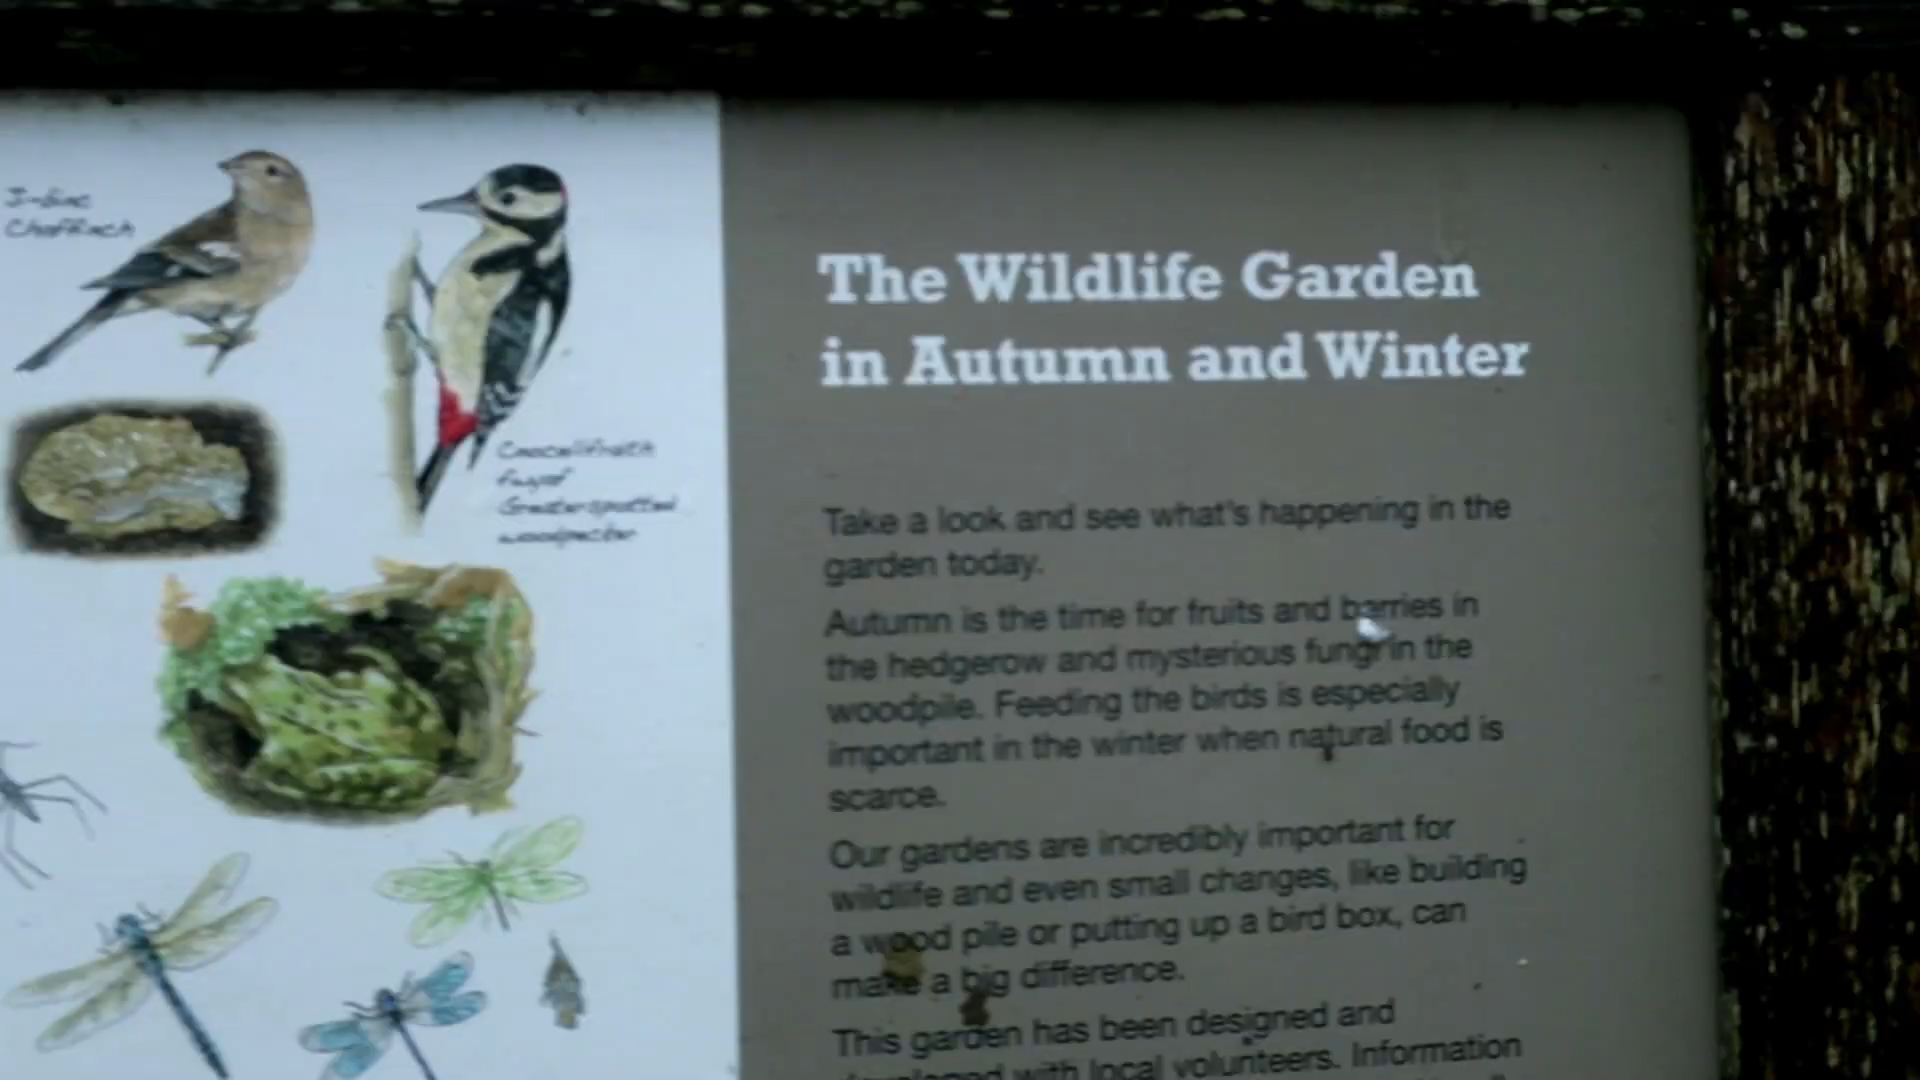 Chaffinch
Greater spotted
woodpecker
The Wildlife Garden
in Autumn and Winter
Take a look and see what's happening in the
garden today.
Autumn is the time for fruits and berries in
the hedgerow and mysterious fungi in the
woodpile. Feeding the birds is especially
important in the winter when natural food is
scarce.
Our gardens are incredibly important for
wildlife and even small changes, like building
a wood pile or putting up a bird box, can
make a big difference.
This garden has been designed and
developed with local volunteers. Information